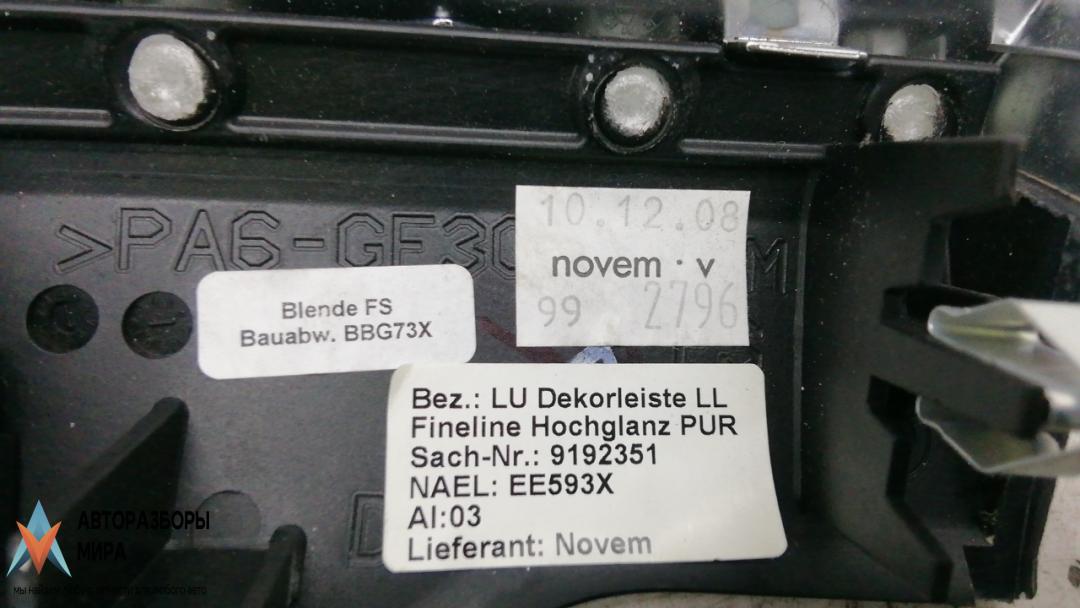 >PA6-GF30
M
10.12.08
novem · v
99 2796
Blende FS
Bauabw. BBG73X
Bez.: LU Dekorleiste LL
Fineline Hochglanz PUR
Sach-Nr.: 9192351
NAEL: EE593X
AI:03
Lieferant: Novem
D
АВТОРАЗБОРЫ
МИРА